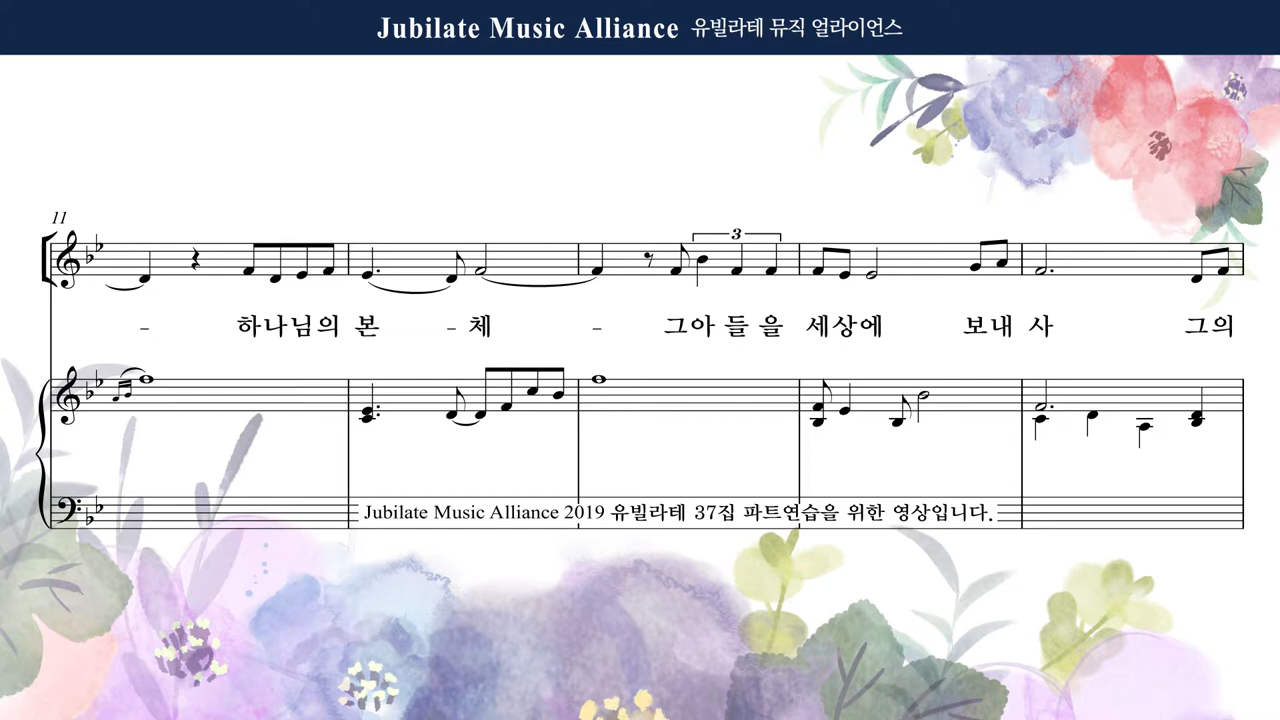 Jubilate Music Alliance 유빌라테 뮤직 얼라이언스
11
3
- 하나님의 본 - 체 - 그아 들 을 세상에 보내 사 그의
Jubilate Music Alliance 2019 유빌라테 37집 파트연습을 위한 영상입니다.